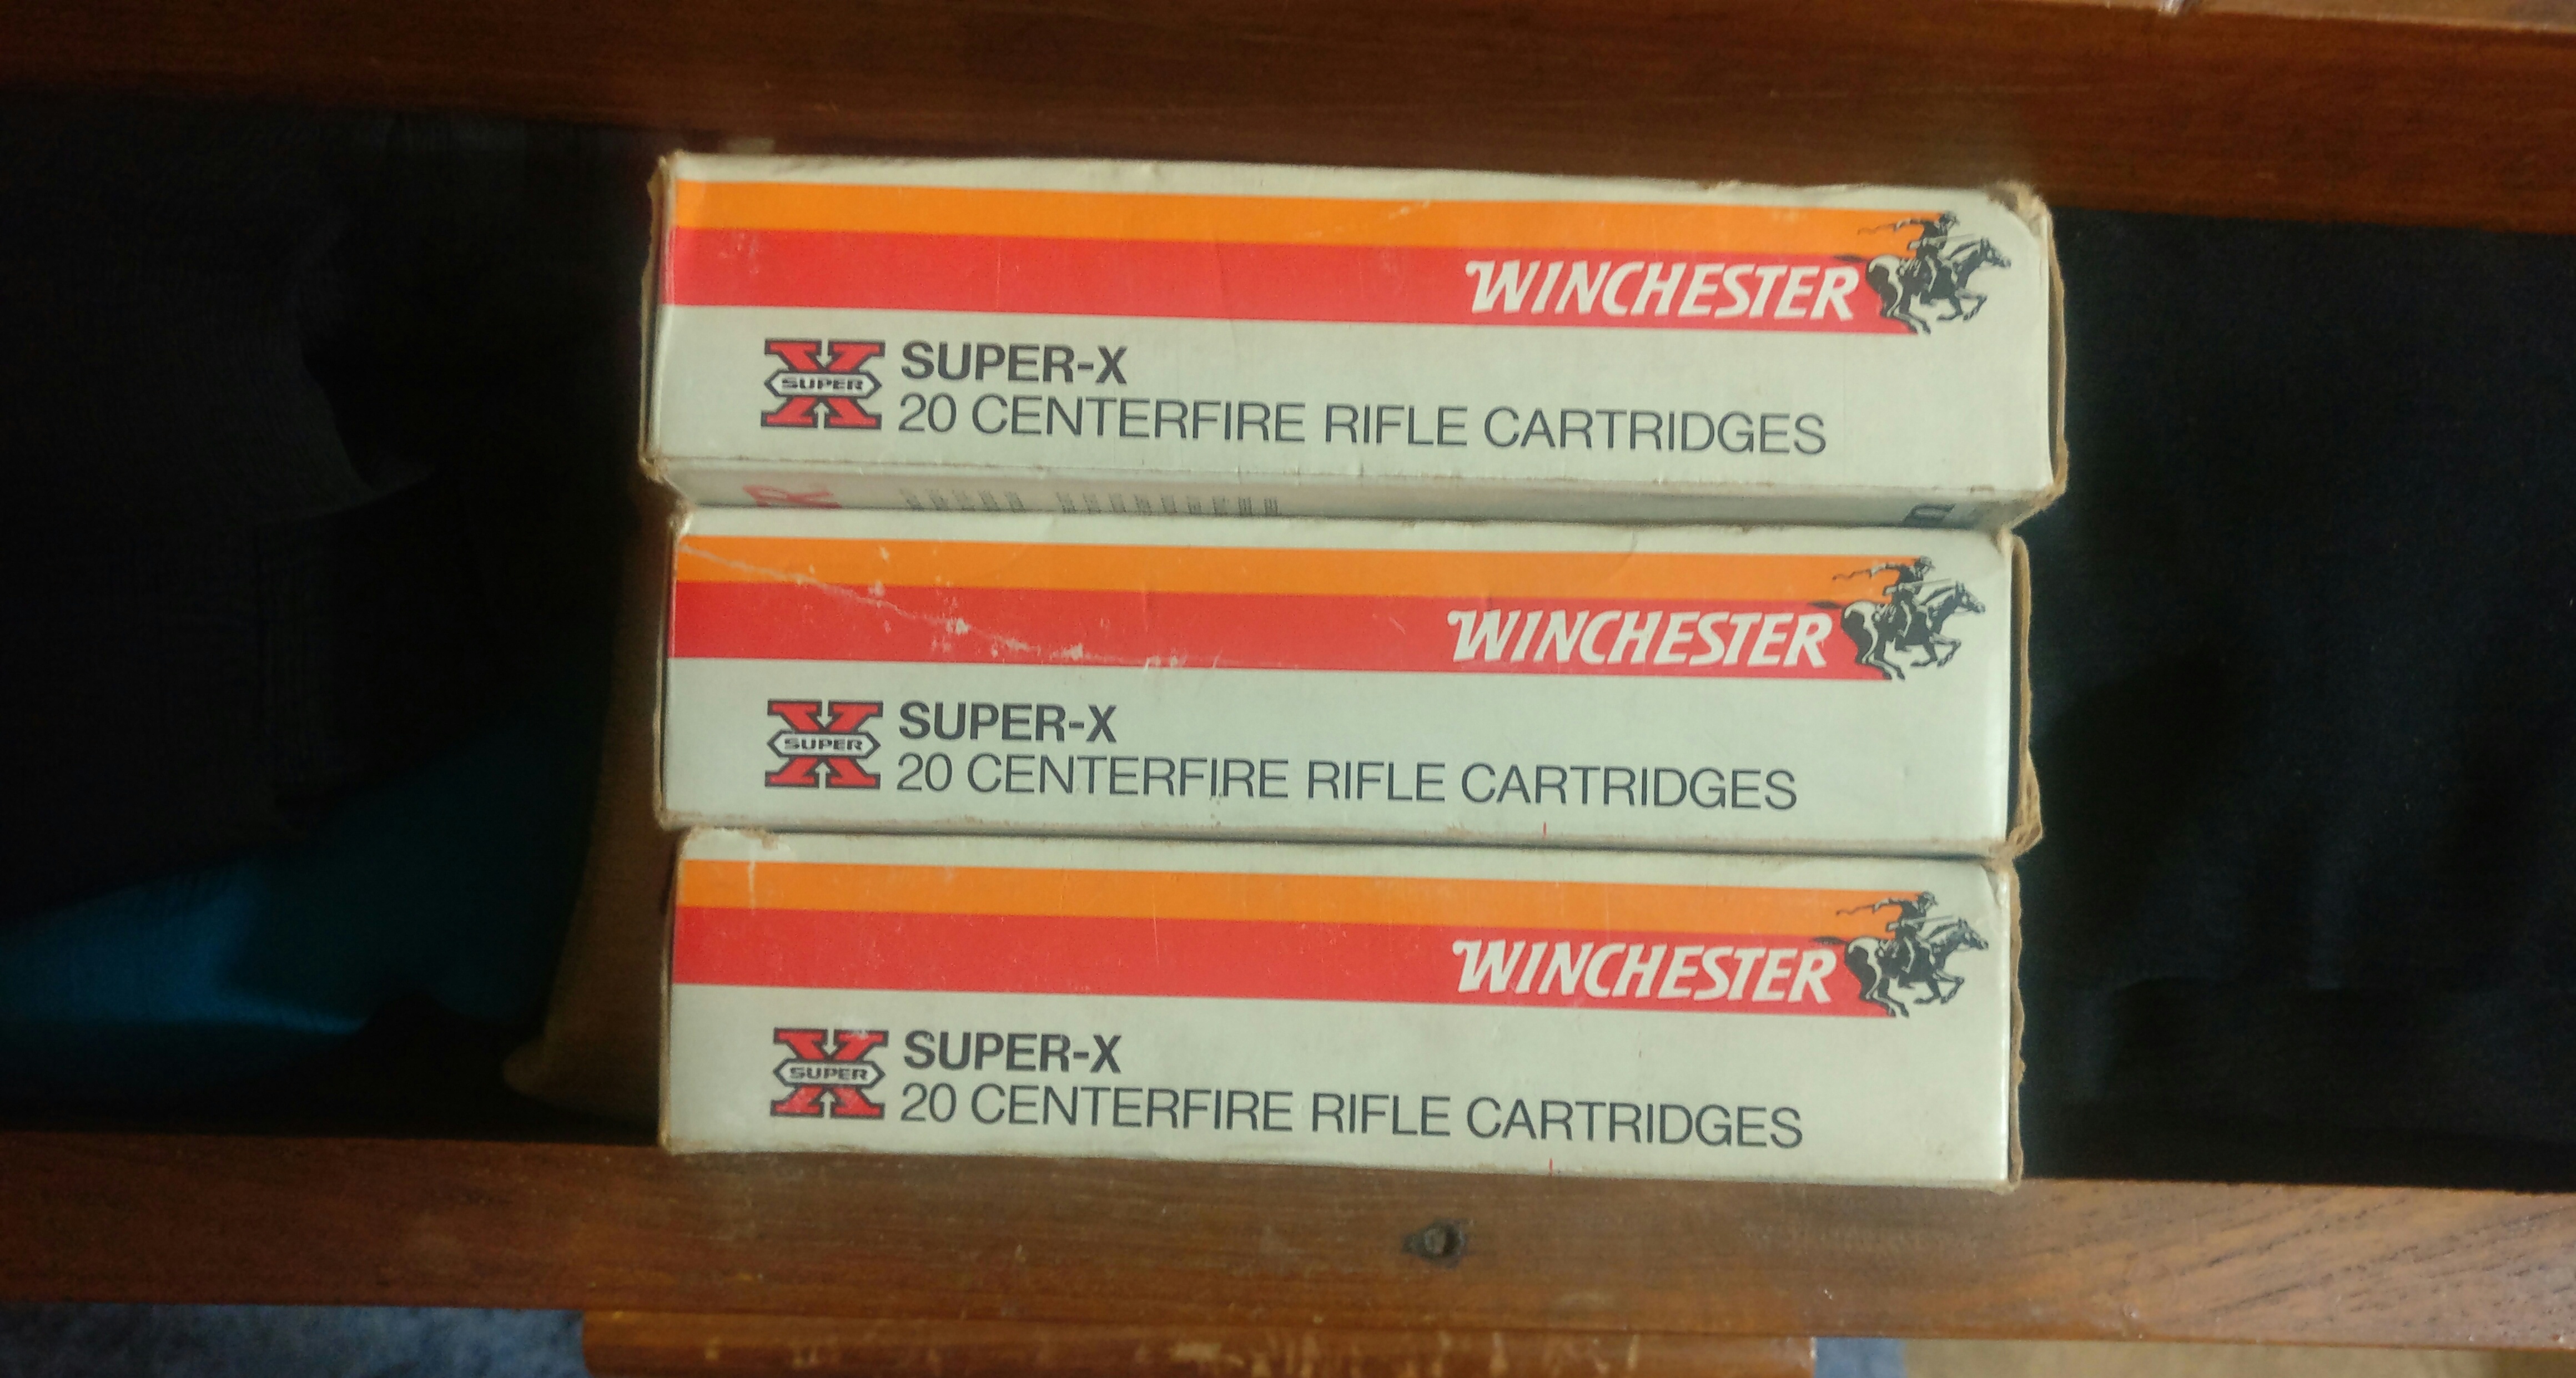 WINCHESTER
SUPER
SUPER-X
20 CENTERFIRE RIFLE CARTRIDGES
WINCHESTER
SUPER
SUPER-X
20 CENTERFIRE RIFLE CARTRIDGES
WINCHESTER
SUPER
SUPER-X
20 CENTERFIRE RIFLE CARTRIDGES